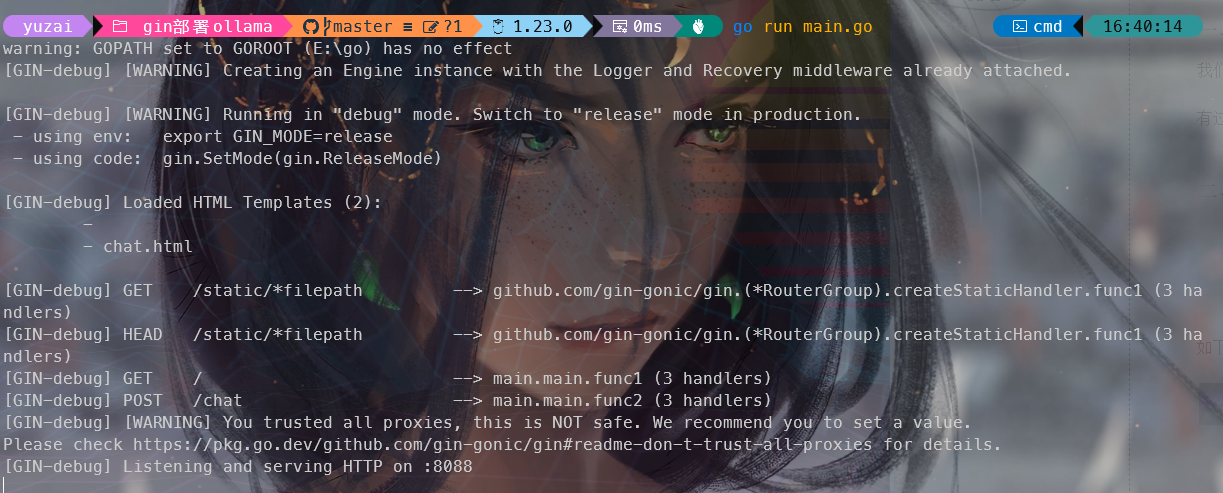 yuzai gin部署ollama master ≡ ?1 1.23.0 0ms go run main.go cmd 16:40:14
warning: GOPATH set to GOROOT (E:\go) has no effect
[GIN-debug] [WARNING] Creating an Engine instance with the Logger and Recovery middleware already attached.
[GIN-debug] [WARNING] Running in "debug" mode. Switch to "release" mode in production.
- using env: export GIN_MODE=release
- using code: gin.SetMode(gin.ReleaseMode)
[GIN-debug] Loaded HTML Templates (2):
-
- chat.html
[GIN-debug] GET /static/*filepath --> github.com/gin-gonic/gin.(*RouterGroup).createStaticHandler.func1 (3 ha
ndlers)
[GIN-debug] HEAD /static/*filepath --> github.com/gin-gonic/gin.(*RouterGroup).createStaticHandler.func1 (3 ha
ndlers)
[GIN-debug] GET / --> main.main.func1 (3 handlers)
[GIN-debug] POST /chat --> main.main.func2 (3 handlers)
[GIN-debug] [WARNING] You trusted all proxies, this is NOT safe. We recommend you to set a value.
Please check https://pkg.go.dev/github.com/gin-gonic/gin#readme-don-t-trust-all-proxies for details.
[GIN-debug] Listening and serving HTTP on :8088